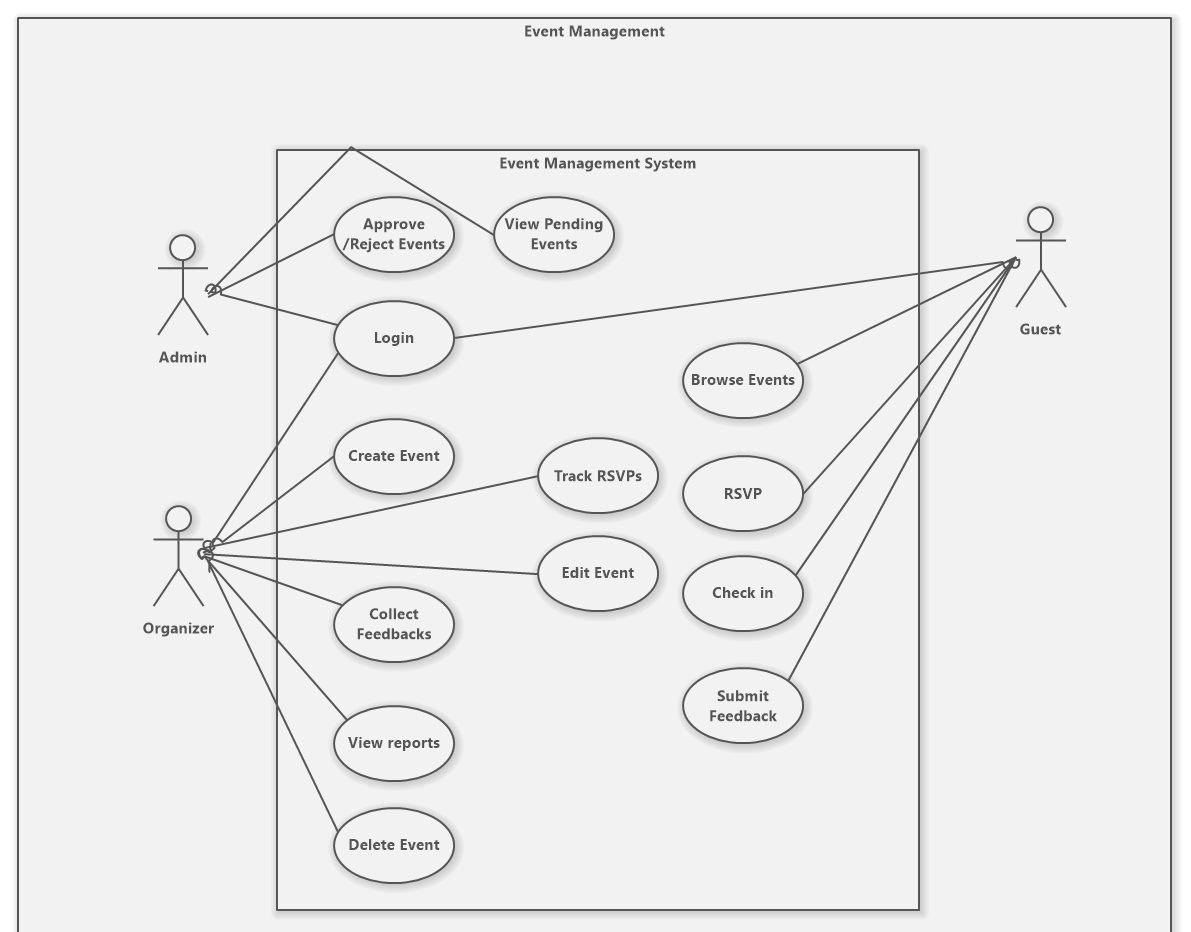 Event Management
Event Management System
Approve
/Reject Events
View Pending
Events
Admin
Login
Guest
Browse Events
Create Event
Track RSVPs
RSVP
Organizer
Edit Event
Check in
Collect
Feedbacks
Submit
Feedback
View reports
Delete Event